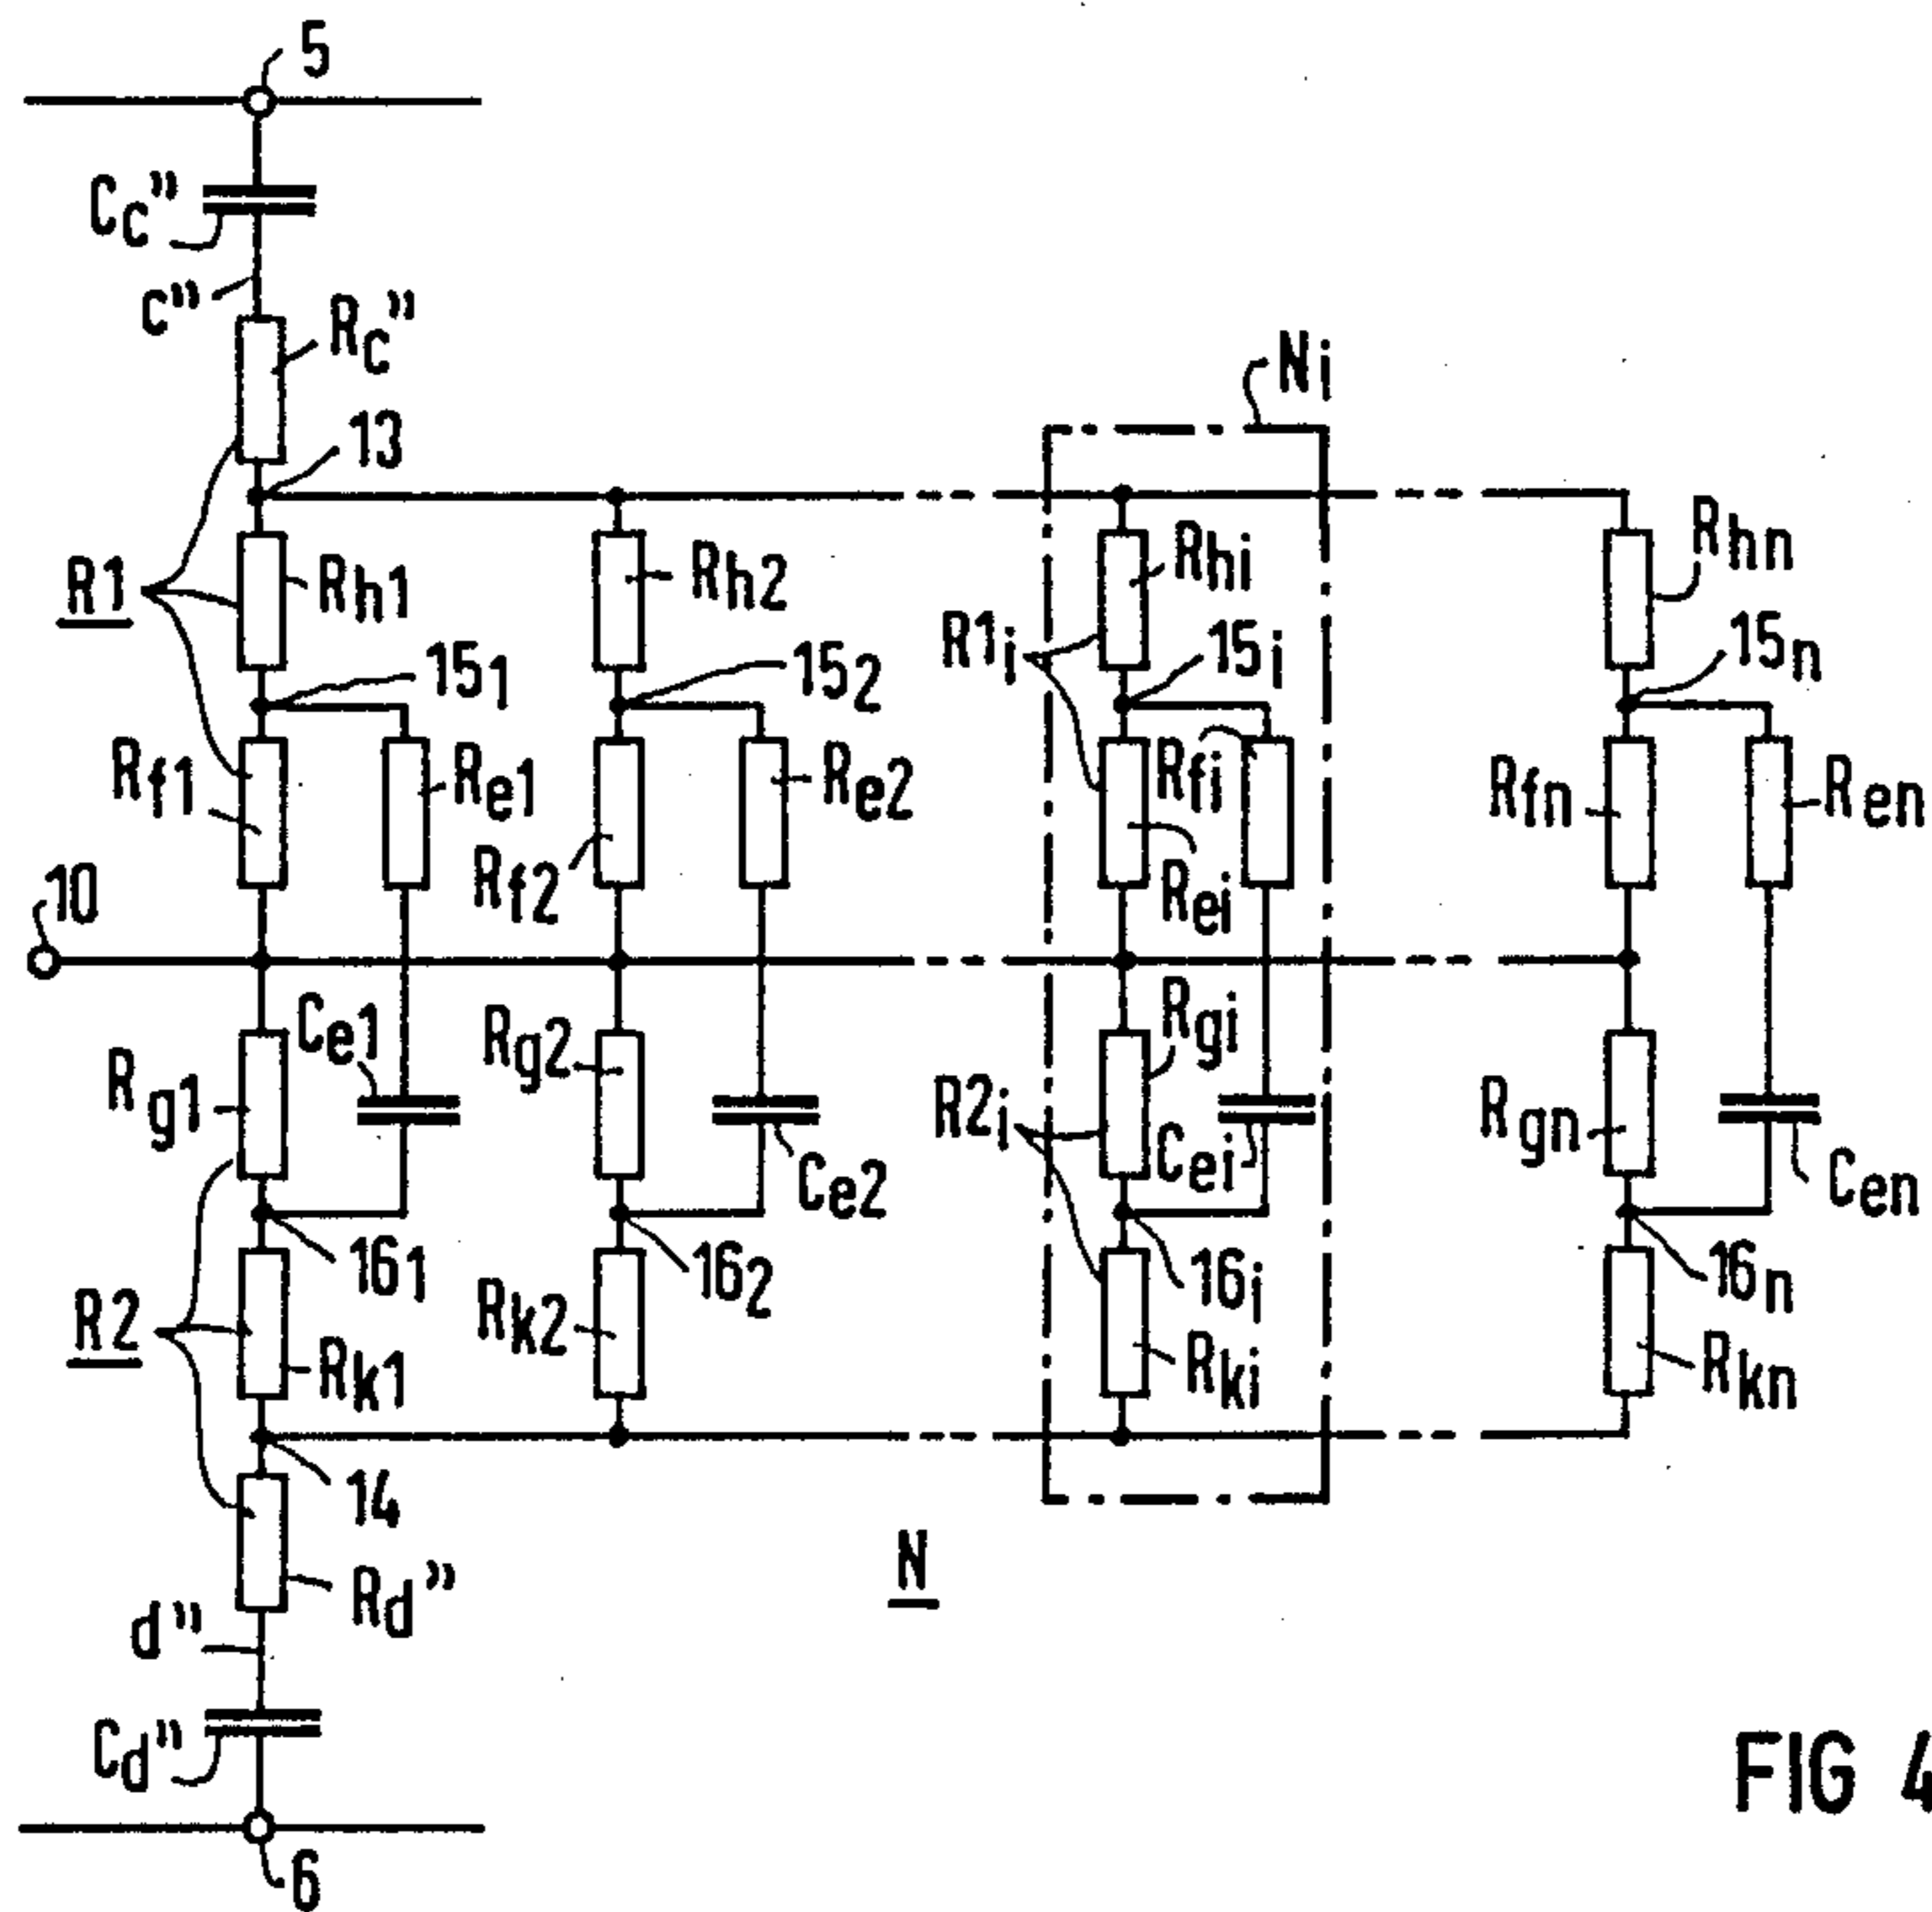 5
Cc"
c"
Rc"
Ni
13
R1
Rh1
Rh2
Rhi
Rhn
R1i
151
152
15i
15n
Rf1
Re1
Re2
Rfi
Rfn
Ren
Rf2
Rei
10
Ce1
Rg2
Rgi
Rg1
R2i
Cei
Rgn
Ce2
Cen
161
162
16i
16n
R2
Rk1
Rk2
Rki
Rkn
14
N
Rd"
d"
Cd"
FIG 4
6